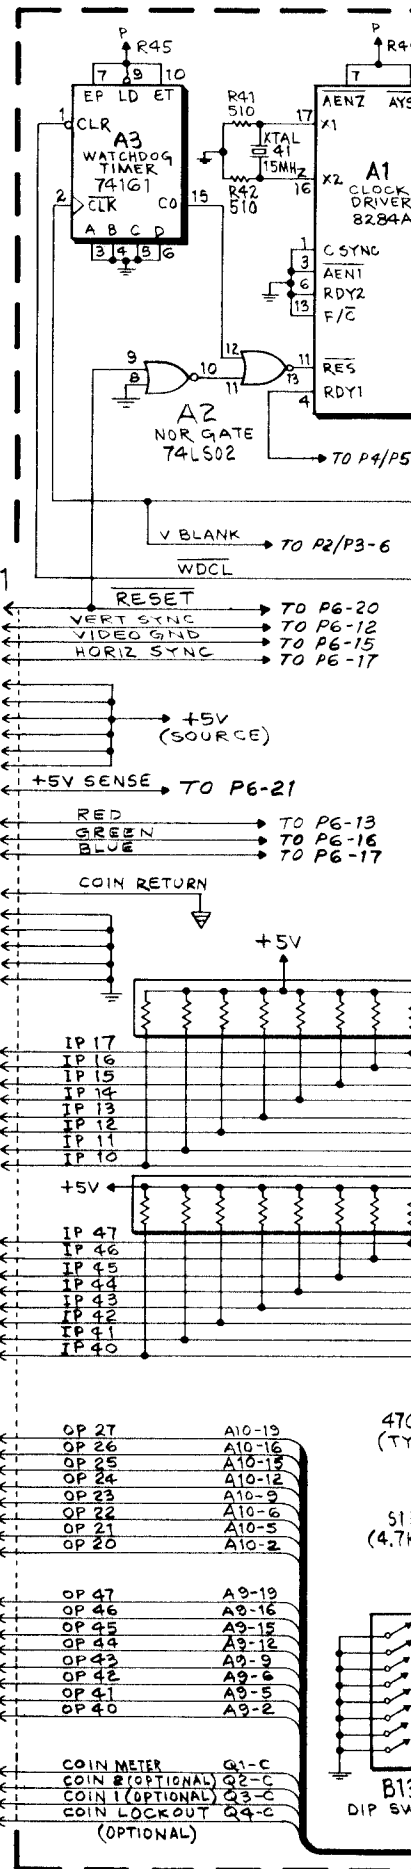 P
R45
7 9 10
EP LD ET
1
CLR
A3
WATCHDOG
TIMER
74161
2
CLK
CO
15
A B C D
3 4 5 6
P
7
AENZ
R41
510
17
X1
XTAL
41
15MHZ
R42
510
16
X2
A1
CLOCK
DRIVER
8284A
1
C SYNC
3
AEN1
6
RDY2
13
F/C
9
8
10
12
11
13
11
RES
4
RDY1
A2
NOR GATE
74LS02
TO P4/P5
V BLANK
TO P2/P3-6
WDCL
1
RESET TO P6-20
VERT SYNC TO P6-12
VIDEO GND TO P6-15
HORIZ SYNC TO P6-17
+5V
(SOURCE)
+5V SENSE TO P6-21
RED TO P6-13
GREEN TO P6-16
BLUE TO P6-17
COIN RETURN
+5V
IP 17
IP 16
IP 15
IP 14
IP 13
IP 12
IP 11
IP 10
+5V
IP 47
IP 46
IP 45
IP 44
IP 43
IP 42
IP 41
IP 40
OP 27 A10-19
OP 26 A10-16
OP 25 A10-15
OP 24 A10-12
OP 23 A10-9
OP 22 A10-6
OP 21 A10-5
OP 20 A10-2
OP 47 A9-19
OP 46 A9-16
OP 45 A9-15
OP 44 A9-12
OP 43 A9-9
OP 42 A9-6
OP 41 A9-5
OP 40 A9-2
COIN METER Q1-C
COIN 2 (OPTIONAL) Q2-C
COIN 1 (OPTIONAL) Q3-C
COIN LOCKOUT Q4-C
(OPTIONAL)
(4.7K
B13
DIP SW